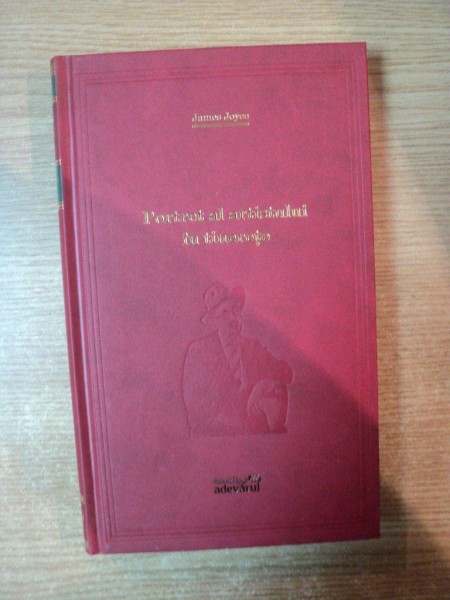 James Joyce
Portret al artistului
în tinerețe
adevărul